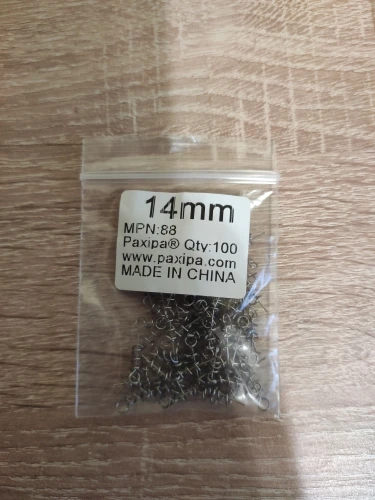 14mm
MPN:88
Paxipa® Qty:100
www.paxipa.com
MADE IN CHINA